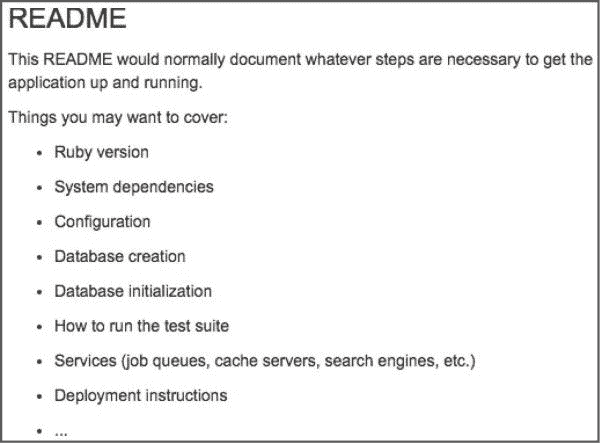 README
This README would normally document whatever steps are necessary to get the
application up and running.
Things you may want to cover:
• Ruby version
• System dependencies
• Configuration
• Database creation
• Database initialization
• How to run the test suite
• Services (job queues, cache servers, search engines, etc.)
• Deployment instructions
• ...